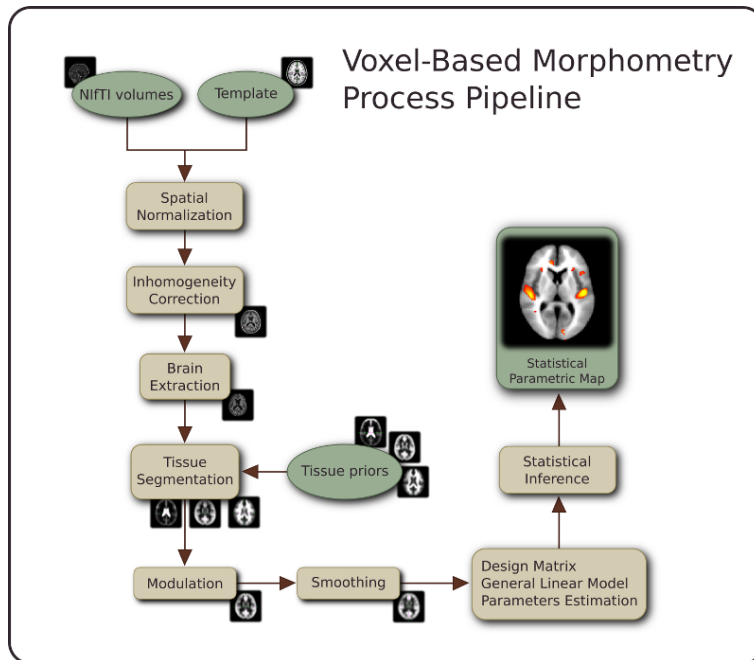 Voxel-Based Morphometry
Process Pipeline
NIfTI volumes
Template
Spatial
Normalization
Inhomogeneity
Correction
Brain
Extraction
Tissue
Segmentation
Tissue priors
Modulation
Smoothing
Design Matrix
General Linear Model
Parameters Estimation
Statistical
Inference
Statistical
Parametric Map